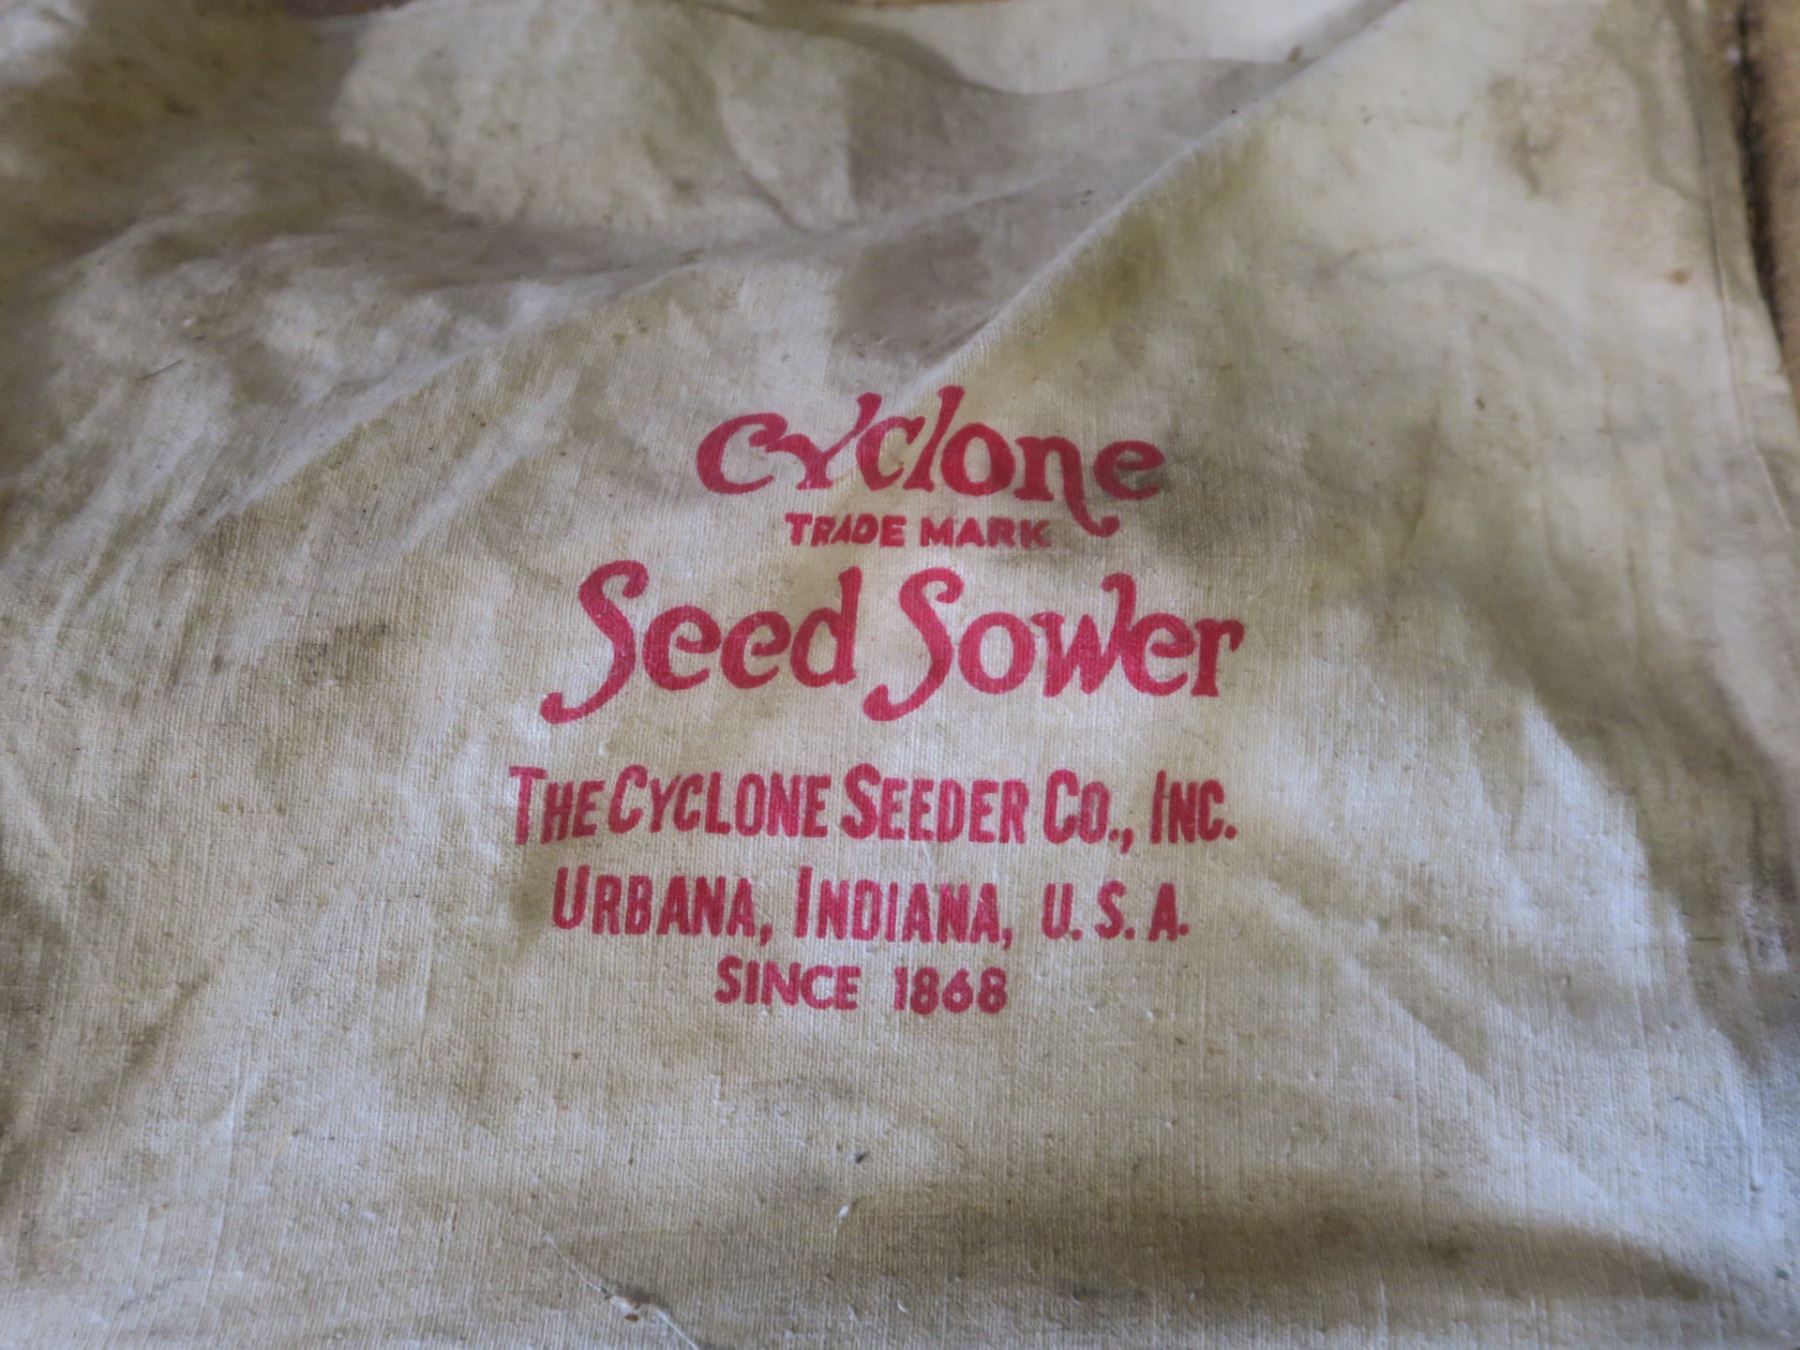 Cyclone
TRADE MARK
Seed Sower
THE CYCLONE SEEDER CO., INC.
URBANA, INDIANA, U.S.A.
SINCE 1868